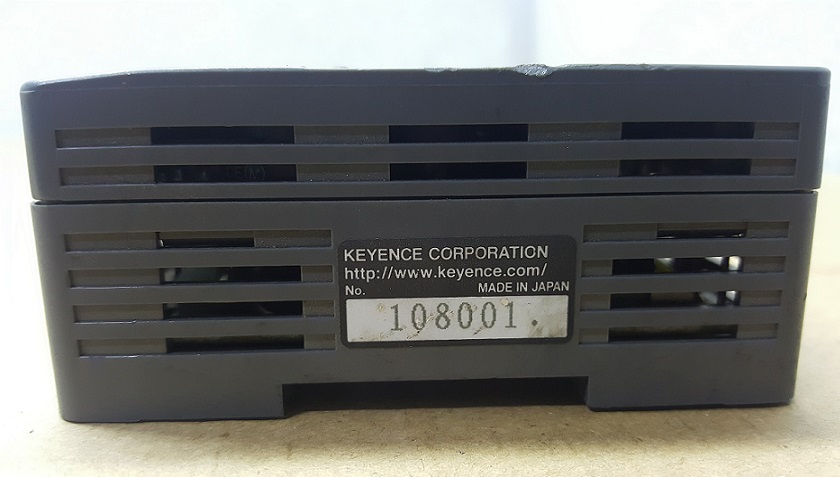 KEYENCE CORPORATION
http://www.keyence.com/
No. MADE IN JAPAN
108001.